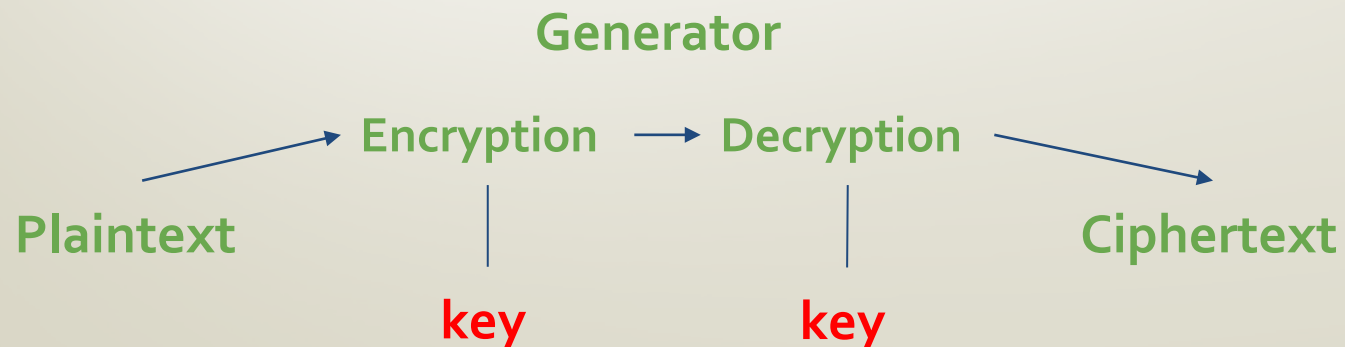 Generator
Encryption Decryption
Plaintext Ciphertext
key key